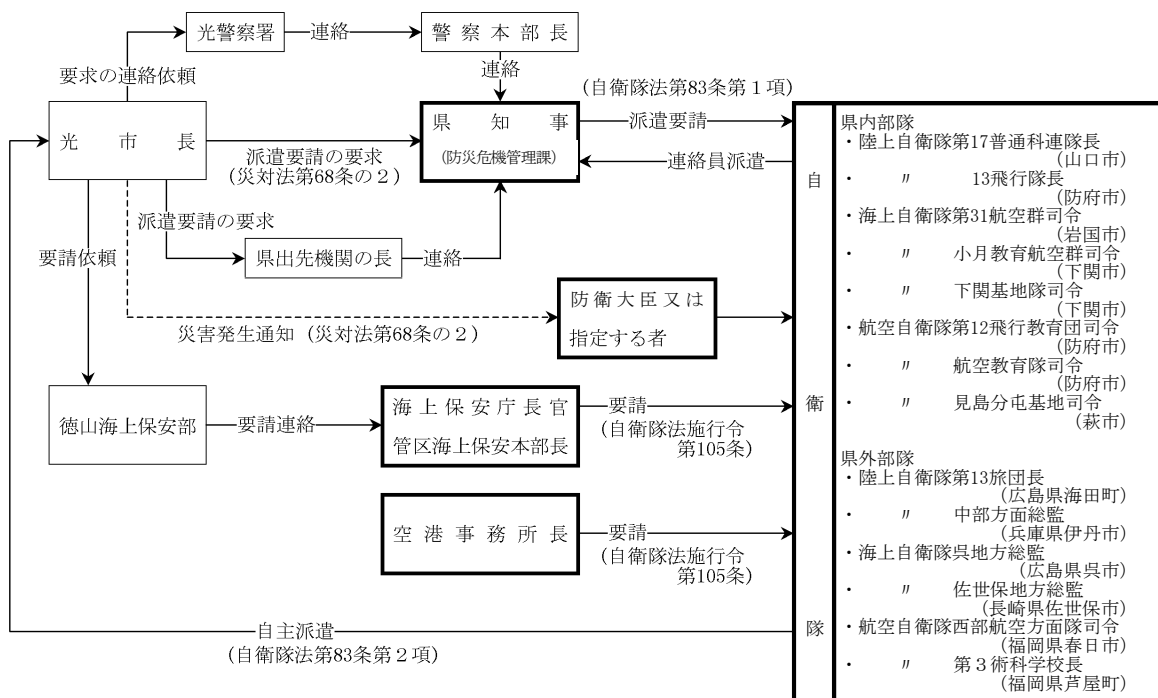 光警察署
連絡
警察本部長
要求の連絡依頼
連絡
(自衛隊法第83条第１項)
光市長
派遣要請の要求
(災対法第68条の２)
県知事
(防災危機管理課)
派遣要請
連絡員派遣
派遣要請の要求
要請依頼
県出先機関の長
連絡
災害発生通知 (災対法第68条の２)
防衛大臣又は
指定する者
徳山海上保安部
要請連絡
海上保安庁長官
管区海上保安本部長
要請
(自衛隊法施行令
第105条)
空港事務所長
要請
(自衛隊法施行令
第105条)
自主派遣
(自衛隊法第83条第２項)
自衛隊
県内部隊
・陸上自衛隊第17普通科連隊長
(山口市)
・ 〃 13飛行隊長
(防府市)
・海上自衛隊第31航空群司令
(岩国市)
・ 〃 小月教育航空群司令
(下関市)
・ 〃 下関基地隊司令
(下関市)
・航空自衛隊第12飛行教育団司令
(防府市)
・ 〃 航空教育隊司令
(防府市)
・ 〃 見島分屯基地司令
(萩市)
県外部隊
・陸上自衛隊第13旅団長
(広島県海田町)
・ 〃 中部方面総監
(兵庫県伊丹市)
・海上自衛隊呉地方総監
(広島県呉市)
・ 〃 佐世保地方総監
(長崎県佐世保市)
・航空自衛隊西部航空方面隊司令
(福岡県春日市)
・ 〃 第３術科学校長
(福岡県芦屋町)